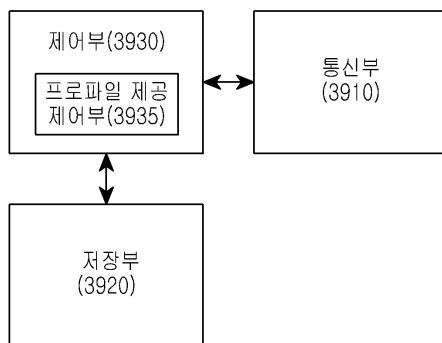 제어부(3930)
프로파일 제공
제어부(3935)
통신부
(3910)
저장부
(3920)